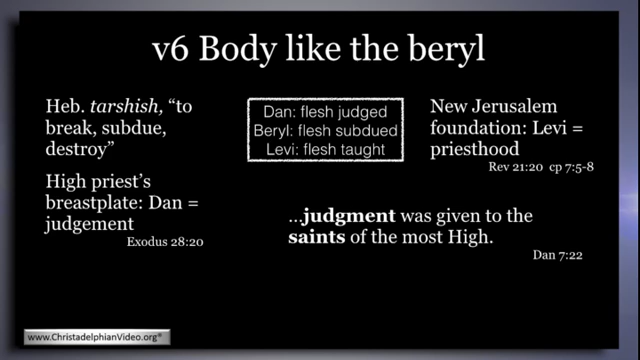 v6 Body like the beryl
Heb. tarshish, “to
break, subdue,
destroy”
High priest’s
breastplate: Dan =
judgement
Exodus 28:20
Dan: flesh judged
Beryl: flesh subdued
Levi: flesh taught
New Jerusalem
foundation: Levi =
priesthood
Rev 21:20 cp 7:5-8
...judgment was given to the
saints of the most High.
Dan 7:22
www.ChristadelphianVideo.org®